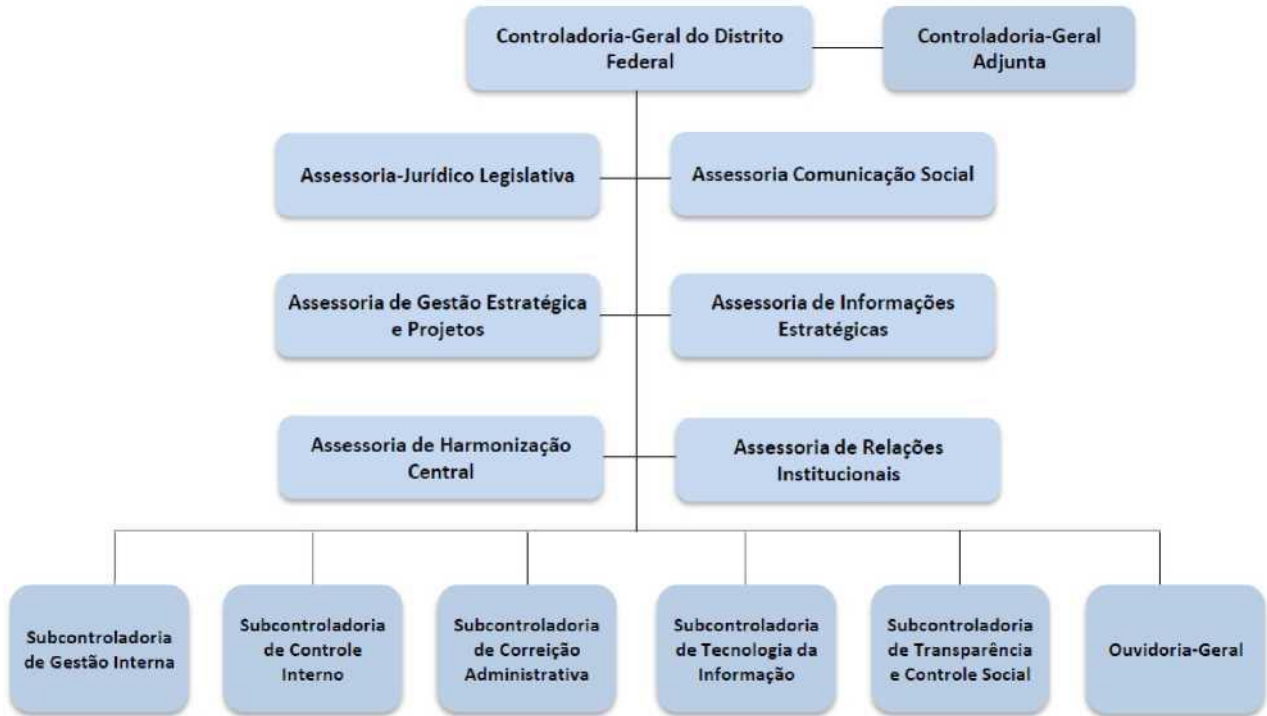 Controladoria-Geral do Distrito
Federal
Controladoria-Geral
Adjunta
Assessoria-Jurídico Legislativa
Assessoria Comunicação Social
Assessoria de Gestão Estratégica
e Projetos
Assessoria de Informações
Estratégicas
Assessoria de Harmonização
Central
Assessoria de Relações
Institucionais
Subcontroladoria
de Gestão Interna
Subcontroladoria
de Controle
Interno
Subcontroladoria
de Correição
Administrativa
Subcontroladoria
de Tecnologia da
Informação
Subcontroladoria
de Transparência
e Controle Social
Ouvidoria-Geral